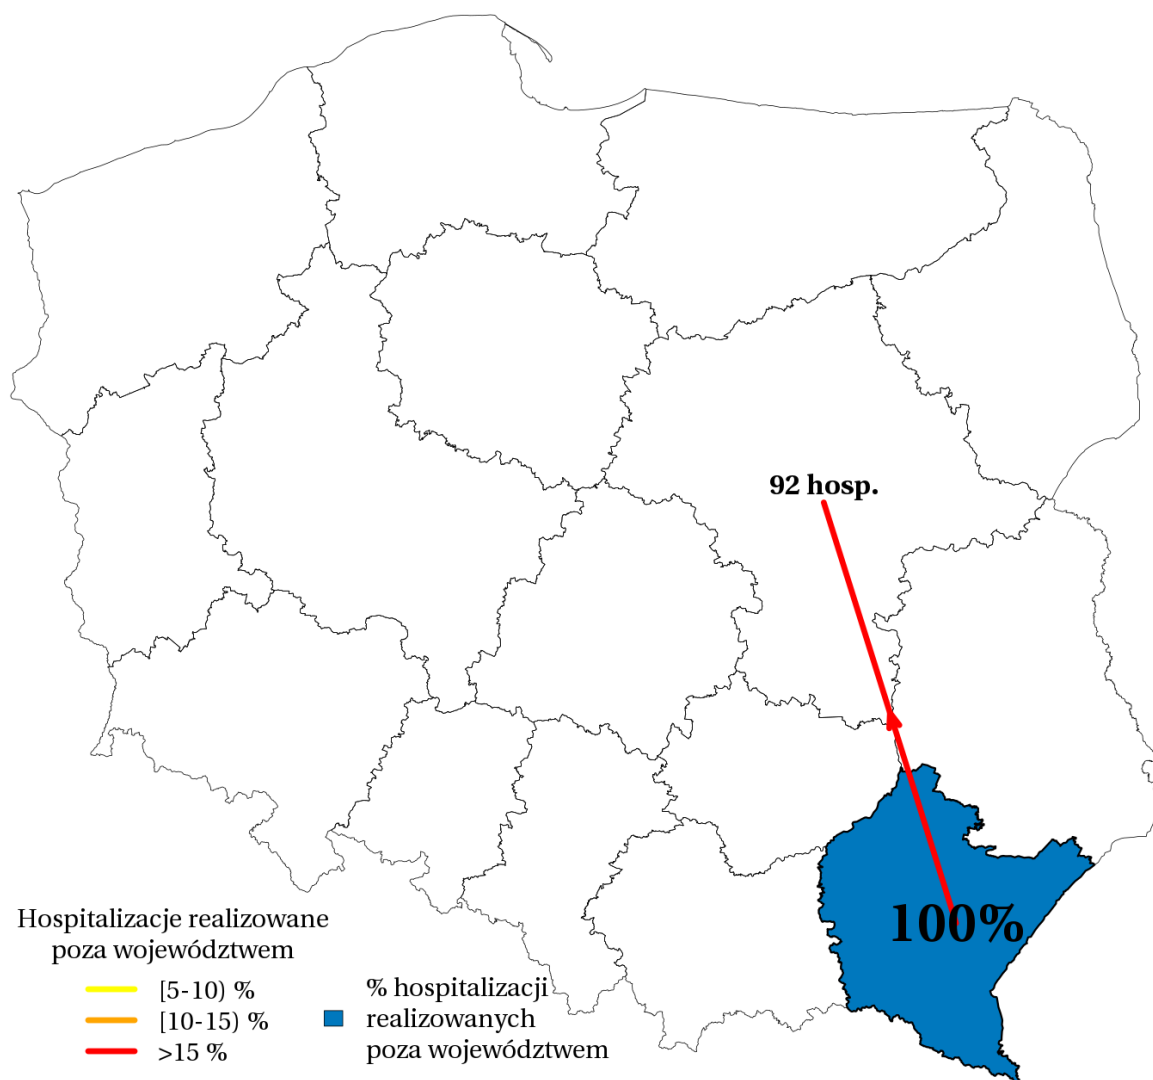 92 hosp.
100%
Hospitalizacje realizowane
poza województwem
[5-10) %
[10-15) %
>15 %
% hospitalizacji
realizowanych
poza województwem